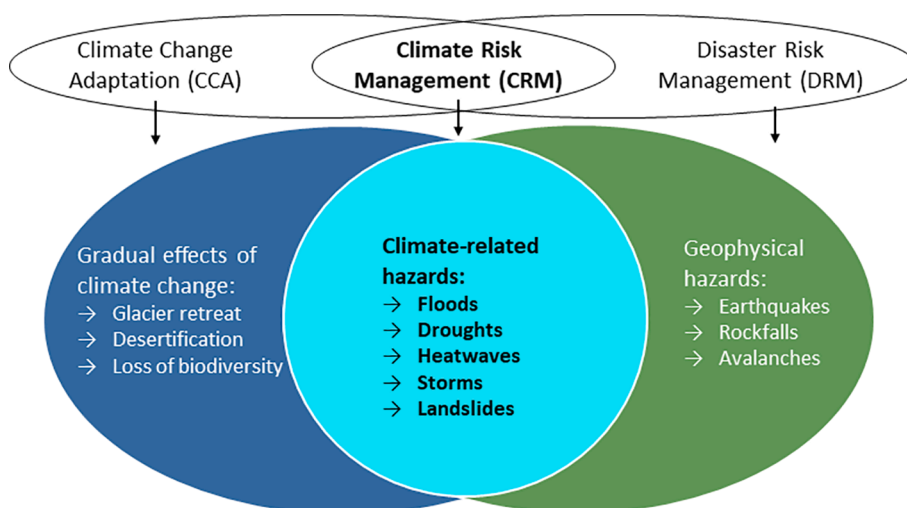 Climate Change
Adaptation (CCA)
Climate Risk
Management (CRM)
Disaster Risk
Management (DRM)
Gradual effects of
climate change:
→ Glacier retreat
→ Desertification
→ Loss of biodiversity
Climate-related
hazards:
→ Floods
→ Droughts
→ Heatwaves
→ Storms
→ Landslides
Geophysical
hazards:
→ Earthquakes
→ Rockfalls
→ Avalanches